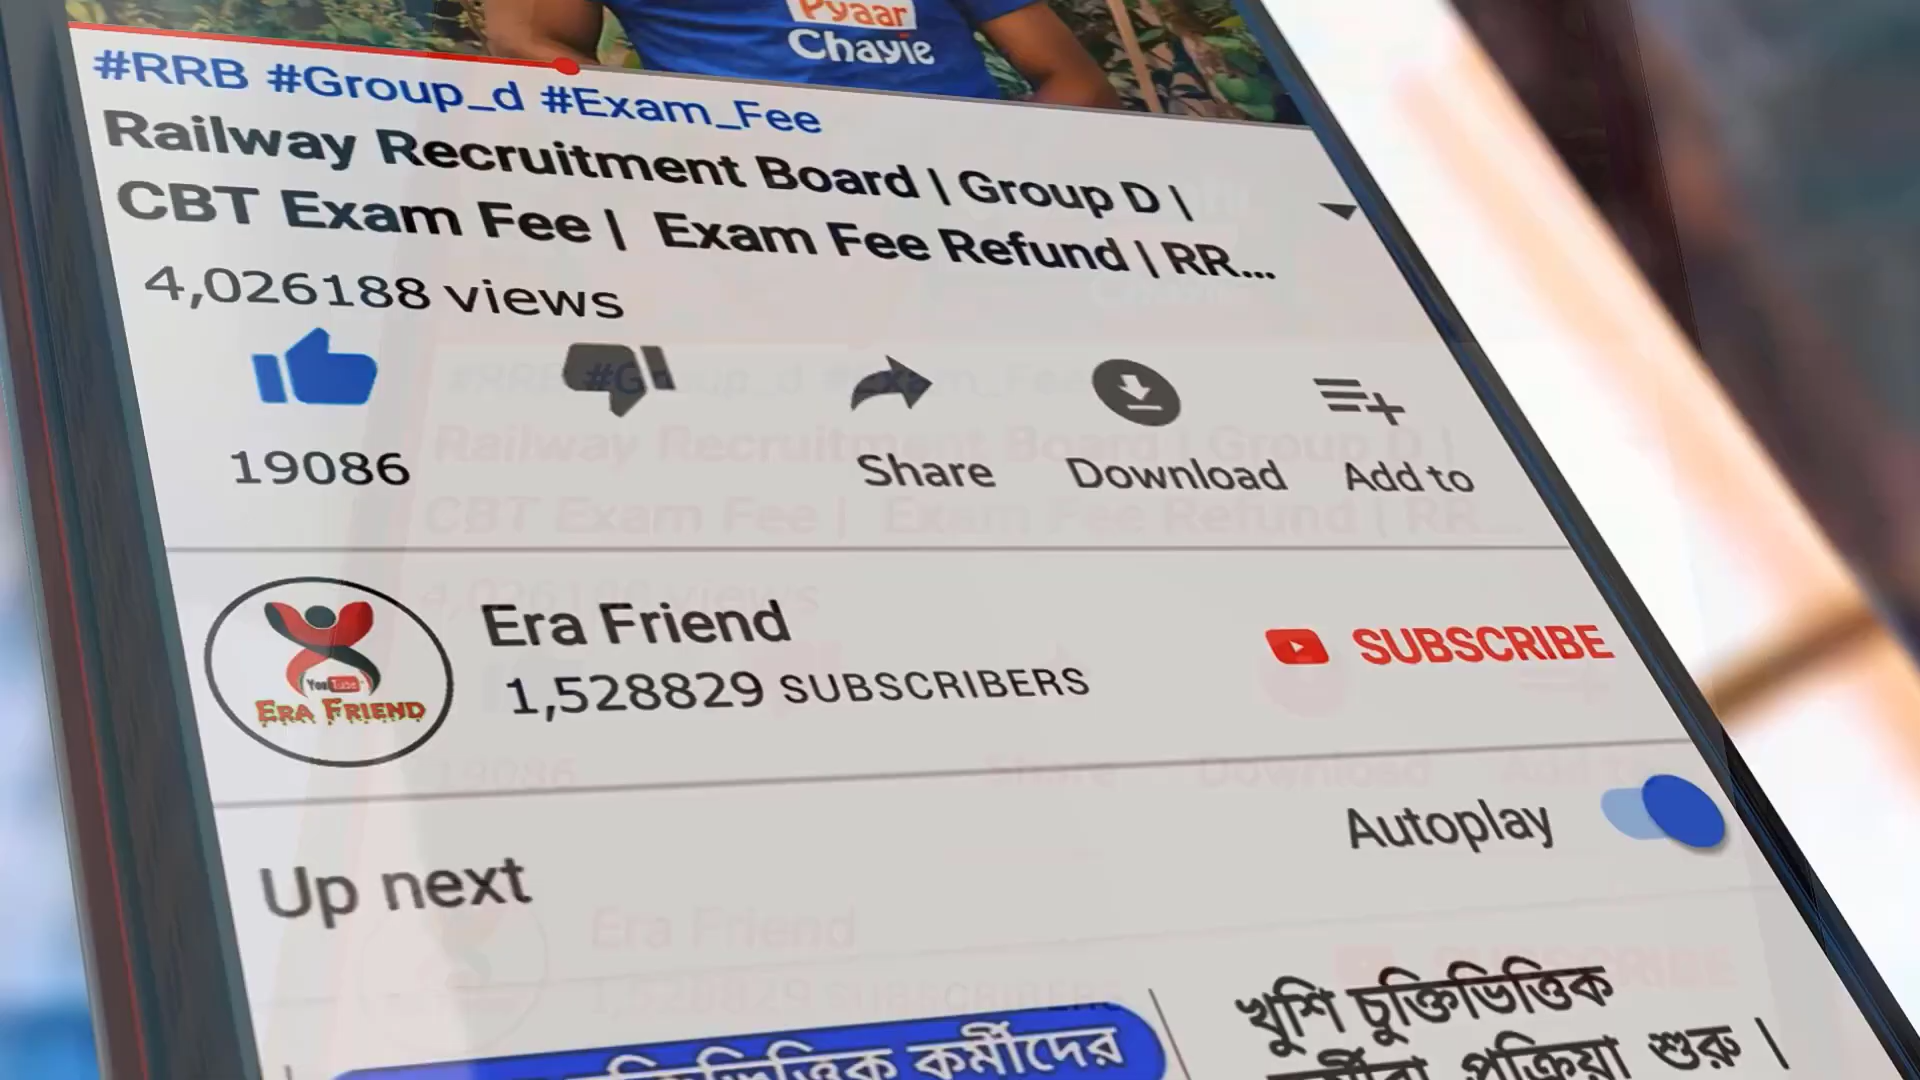 Pyaar
Chayie
#RRB #Group_d #Exam_Fee
Railway Recruitment Board | Group D |
CBT Exam Fee | Exam Fee Refund | RR...
4,026188 views
19086
Share
Download
Add to
YouTube
ERA FRIEND
Era Friend
1,528829 SUBSCRIBERS
SUBSCRIBE
Autoplay
Up next
কর্মীদের
খুশি চুক্তিভিত্তিক
প্রক্রিয়া শুরু |